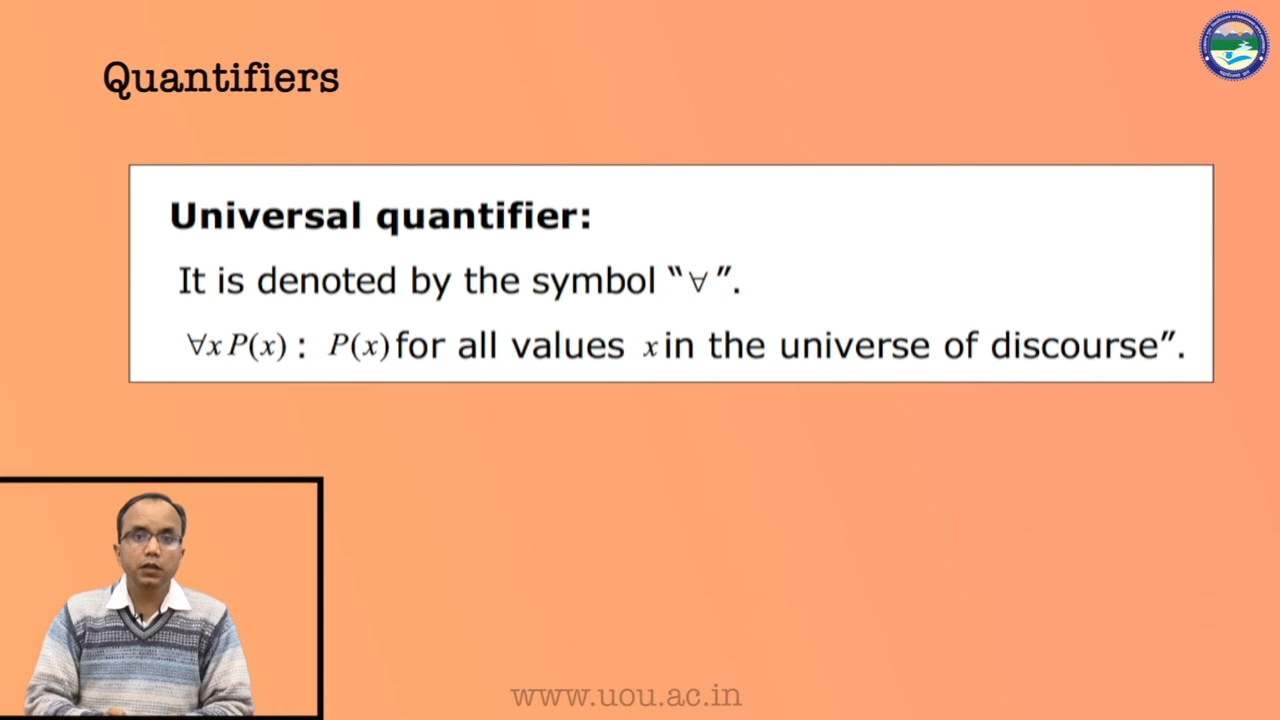 Quantifiers
Universal quantifier:
It is denoted by the symbol “∀”.
∀x P(x) : P(x) for all values x in the universe of discourse”.
www.uou.ac.in